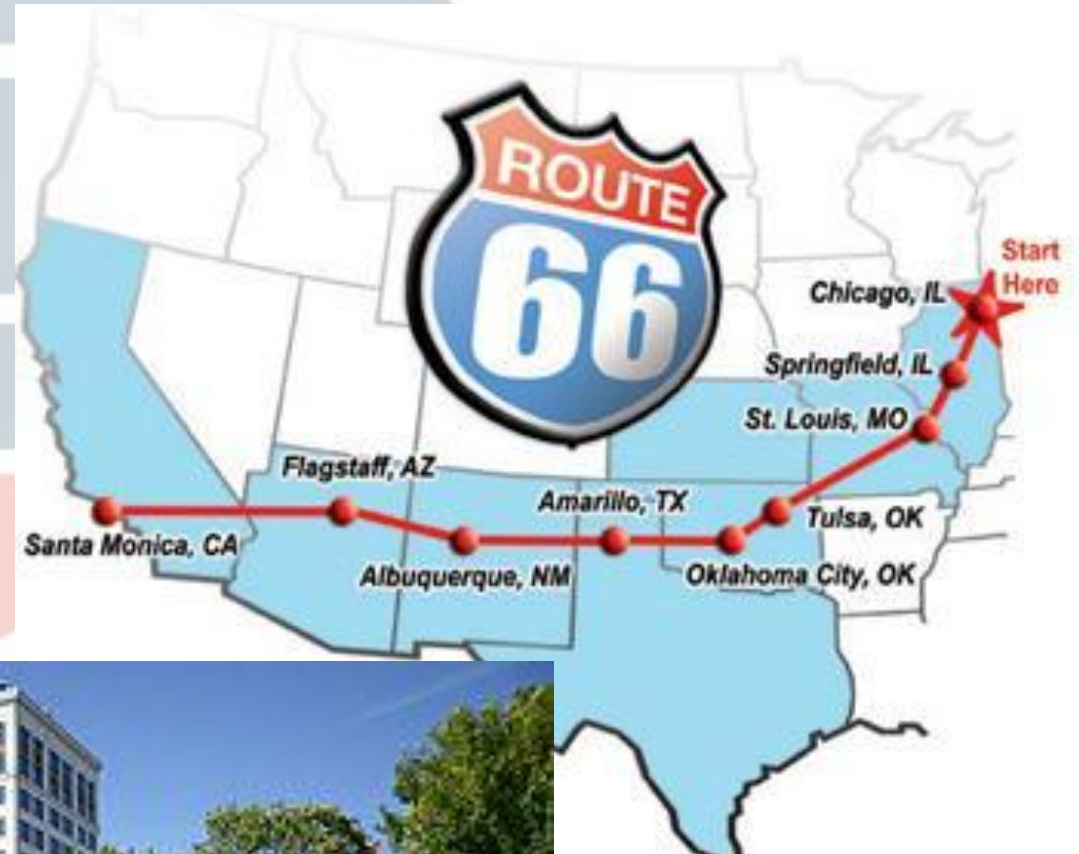 ROUTE
66
Start
Here
Chicago, IL
Springfield, IL
St. Louis, MO
Flagstaff, AZ
Amarillo, TX
Tulsa, OK
Santa Monica, CA
Albuquerque, NM
Oklahoma City, OK